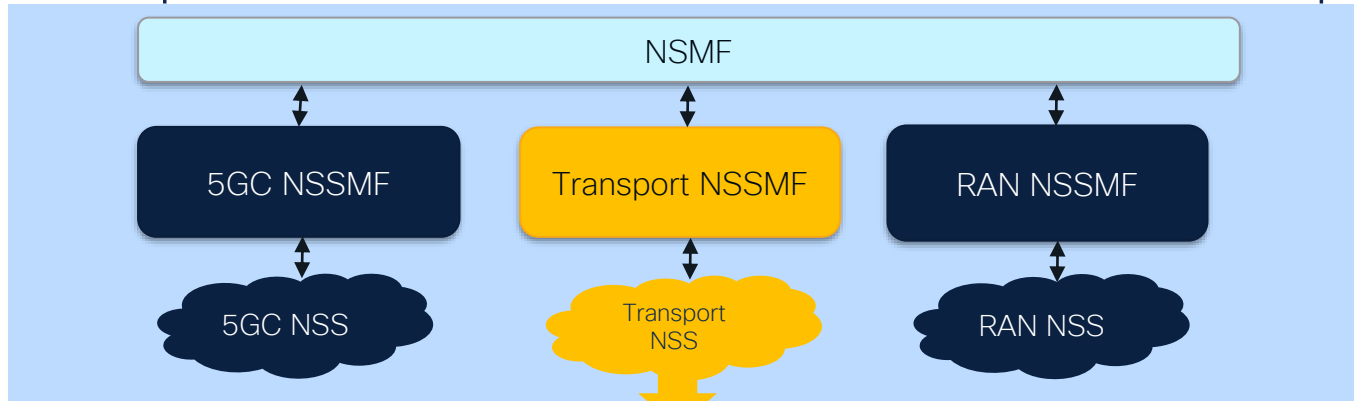 NSMF
5GC NSSMF
Transport NSSMF
RAN NSSMF
5GC NSS
Transport
NSS
RAN NSS